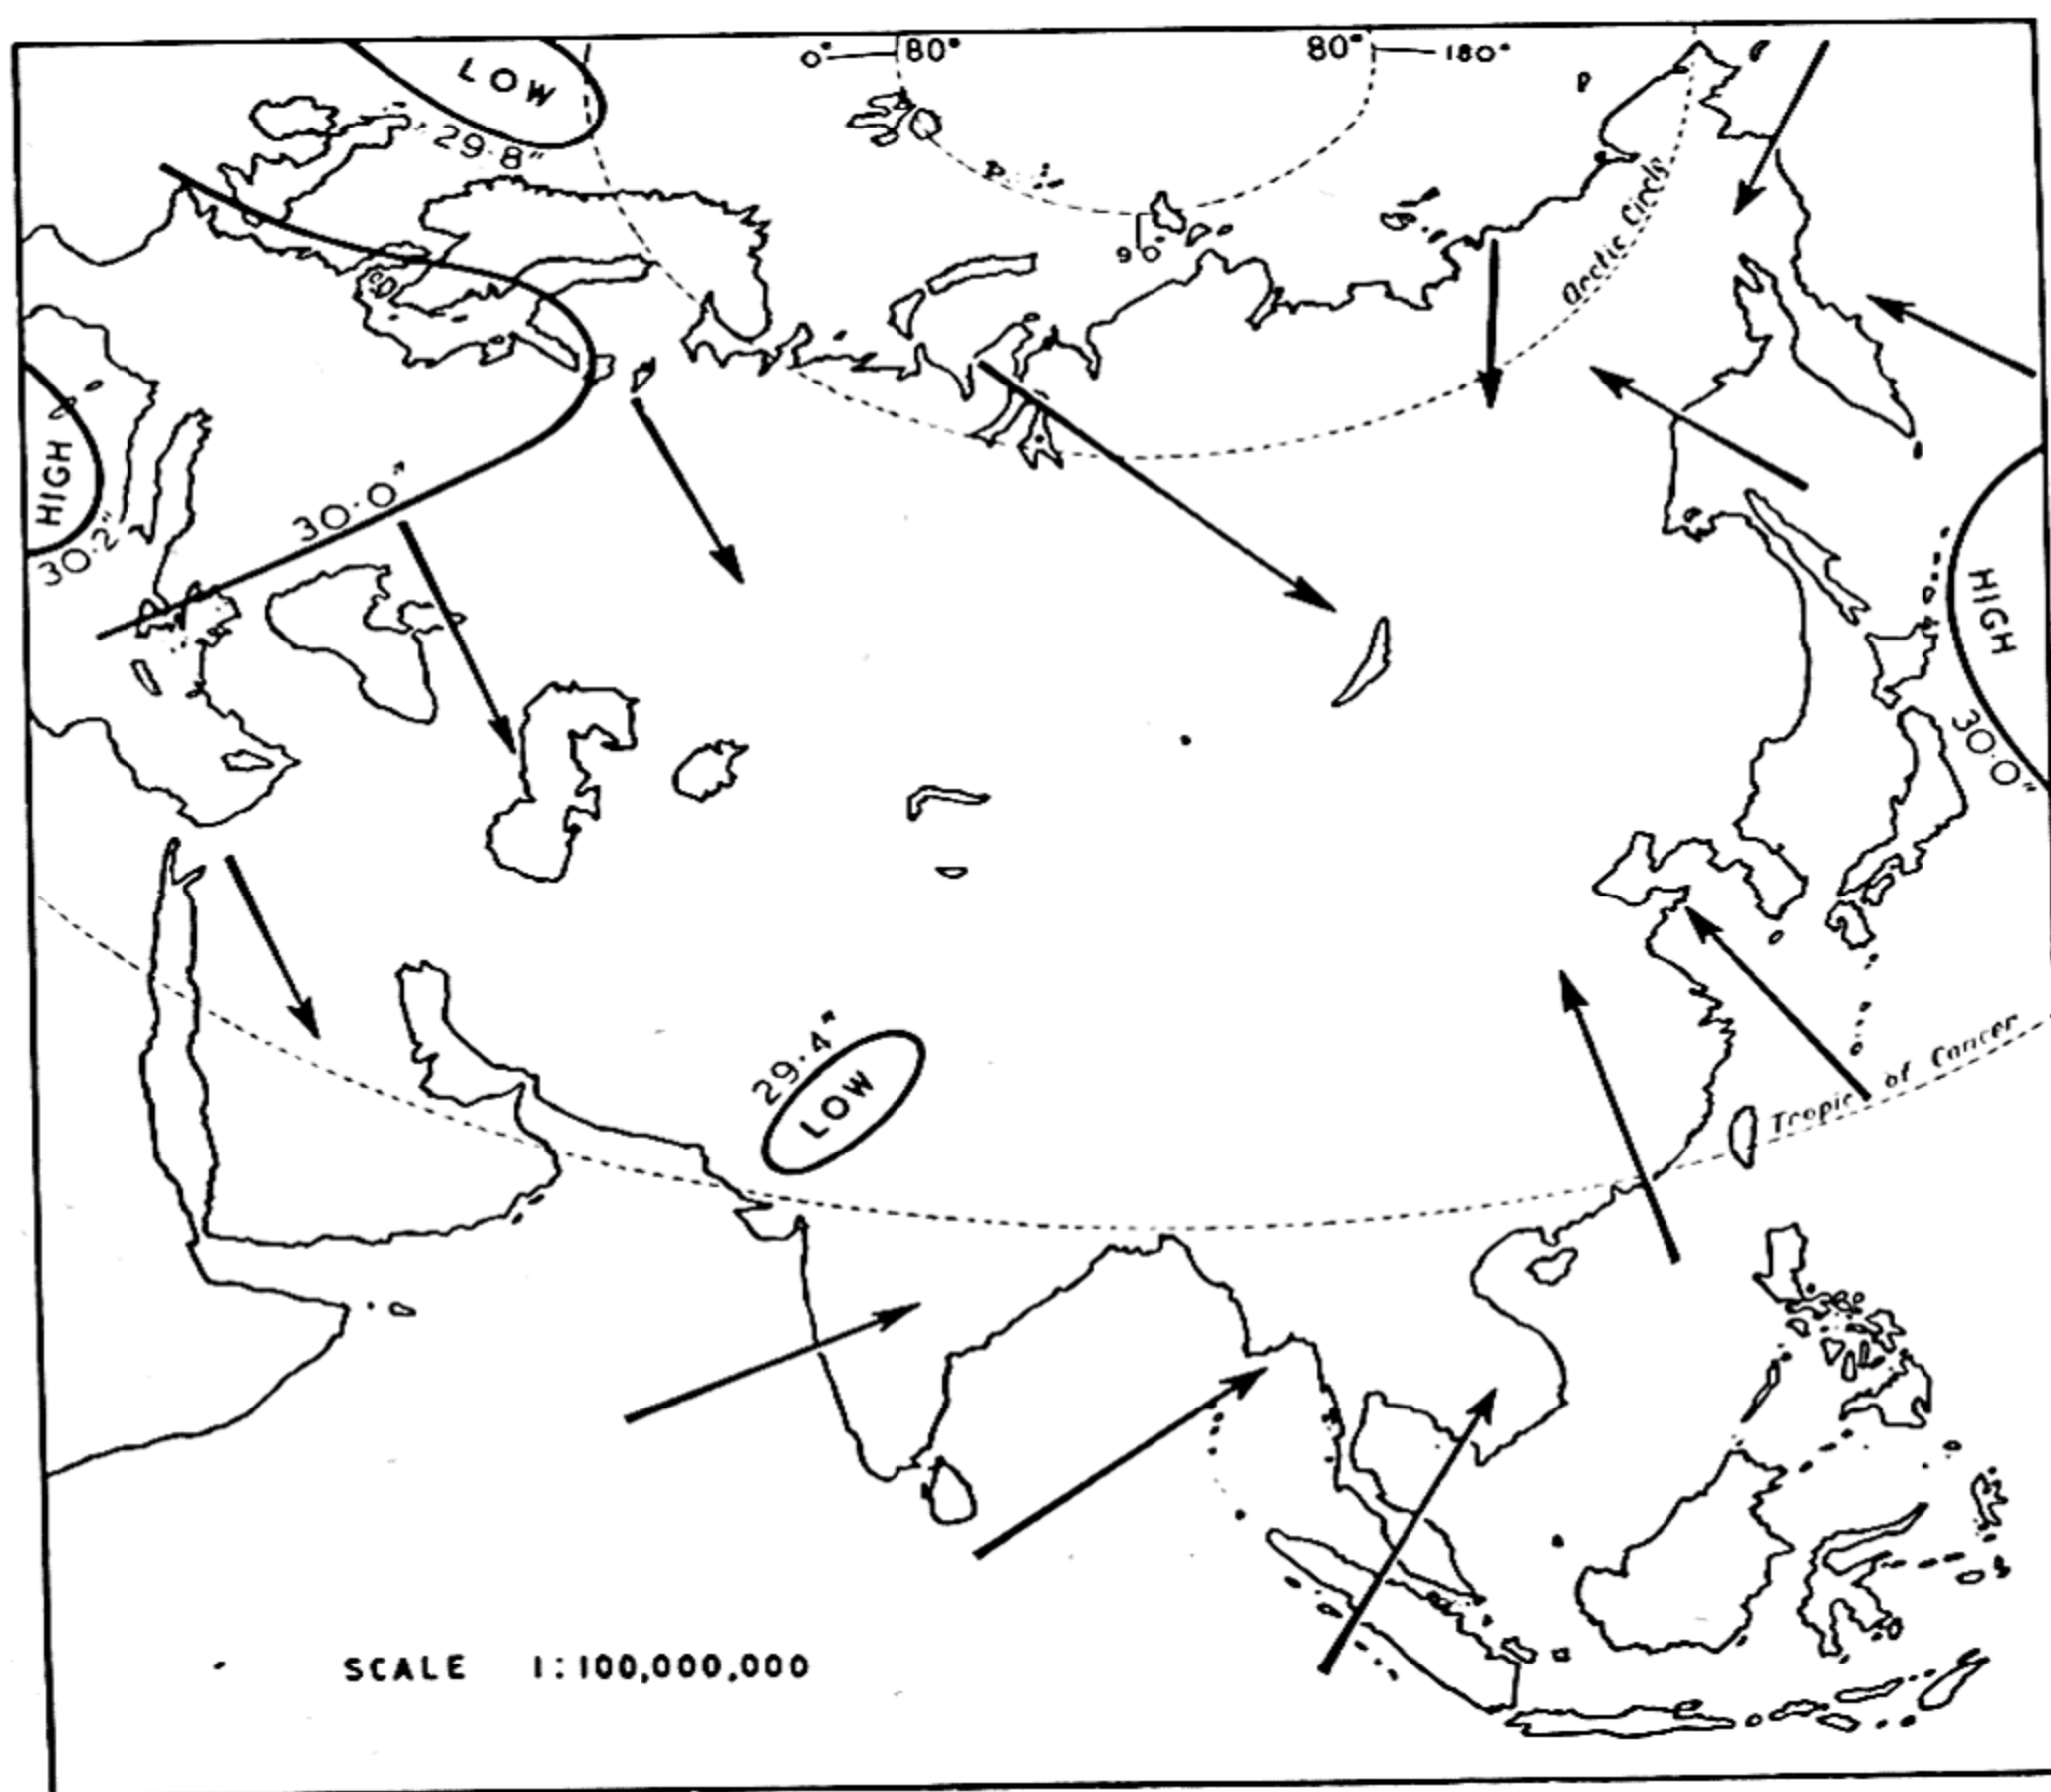 LOW
0° 80°
80° 180°
29·8"
90°
Arctic Circle
HIGH
30·2"
30·0"
HIGH
30·0"
29·4"
LOW
Tropic of Cancer
SCALE 1:100,000,000